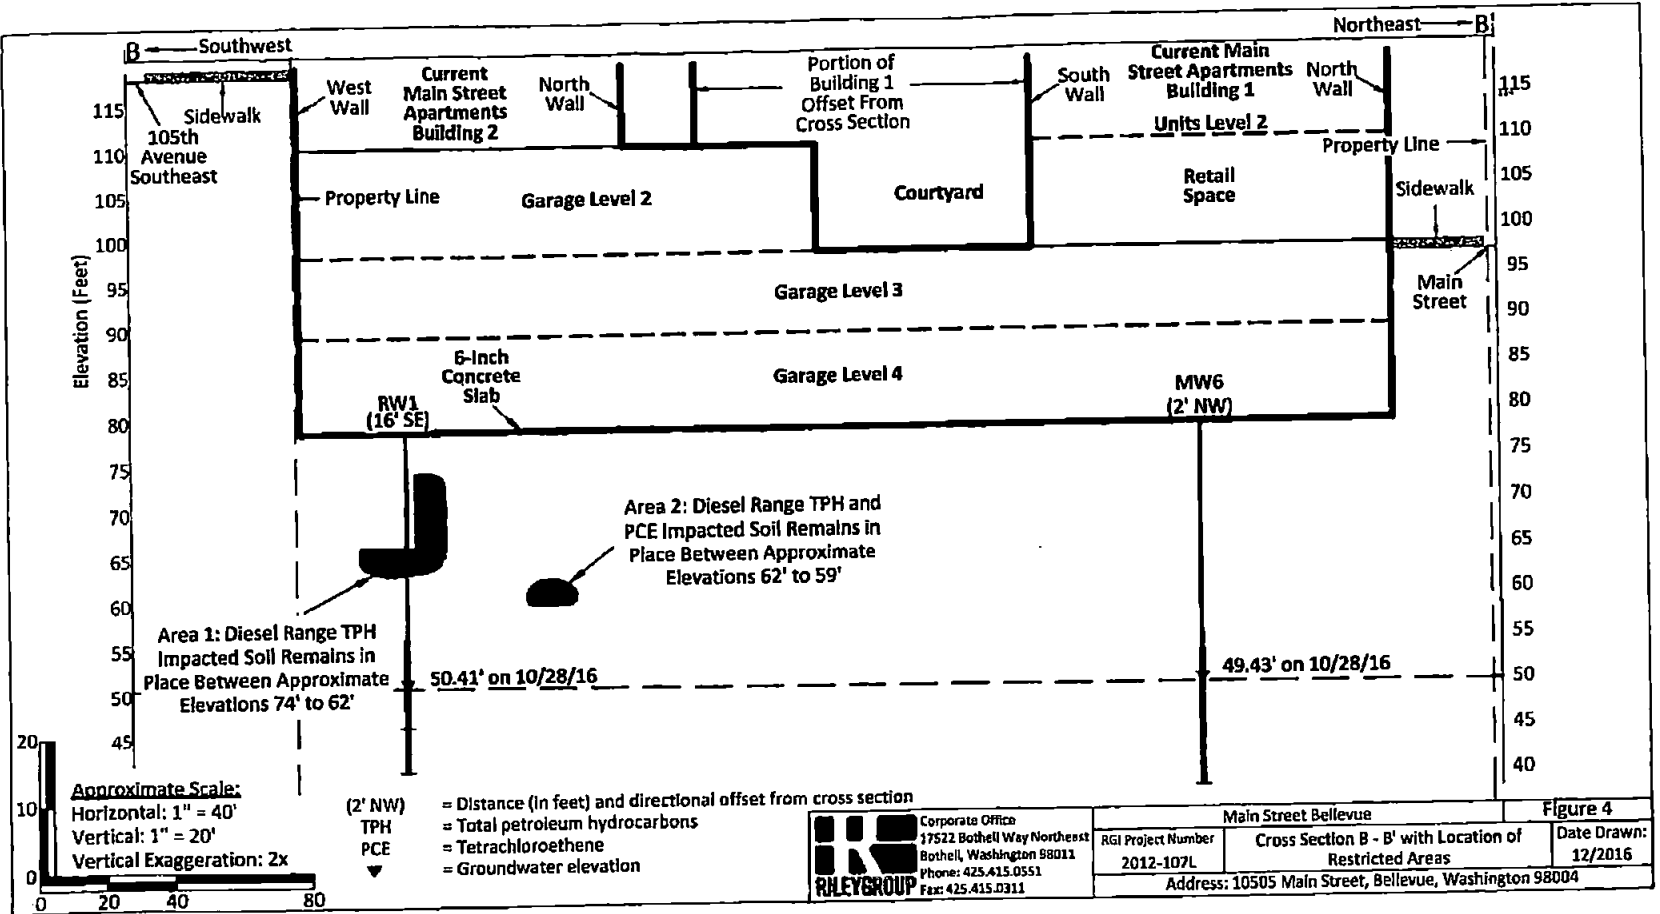 Northeast
B'
B
Southwest
Current
Main Street
Apartments
Building 2
West
Wall
North
Wall
Portion of
Building 1
Offset From
Cross Section
South
Wall
Current Main
Street Apartments
Building 1
North
Wall
Units Level 2
Sidewalk
105th
Avenue
Southeast
Property Line
Property Line
Garage Level 2
Courtyard
Retail
Space
Sidewalk
Main
Street
Garage Level 3
Garage Level 4
6-Inch
Concrete
Slab
RW1
(16' SE)
MW6
(2' NW)
Elevation (Feet)
115
110
105
100
95
90
85
80
75
70
65
60
55
50
45
115
110
105
100
95
90
85
80
75
70
65
60
55
50
45
40
Area 2: Diesel Range TPH and
PCE Impacted Soil Remains in
Place Between Approximate
Elevations 62' to 59'
Area 1: Diesel Range TPH
Impacted Soil Remains in
Place Between Approximate
Elevations 74' to 62'
50.41' on 10/28/16
49.43' on 10/28/16
20
10
0
0 20 40 80
Approximate Scale:
Horizontal: 1" = 40'
Vertical: 1" = 20'
Vertical Exaggeration: 2x
(2' NW) = Distance (in feet) and directional offset from cross section
TPH = Total petroleum hydrocarbons
PCE = Tetrachloroethene
= Groundwater elevation
RILEYGROUP
Corporate Office
17522 Bothell Way Northeast
Bothell, Washington 98011
Phone: 425.415.0551
Fax: 425.415.0311
Main Street Bellevue
Figure 4
RGI Project Number
2012-107L
Cross Section B - B' with Location of
Restricted Areas
Date Drawn:
12/2016
Address: 10505 Main Street, Bellevue, Washington 98004